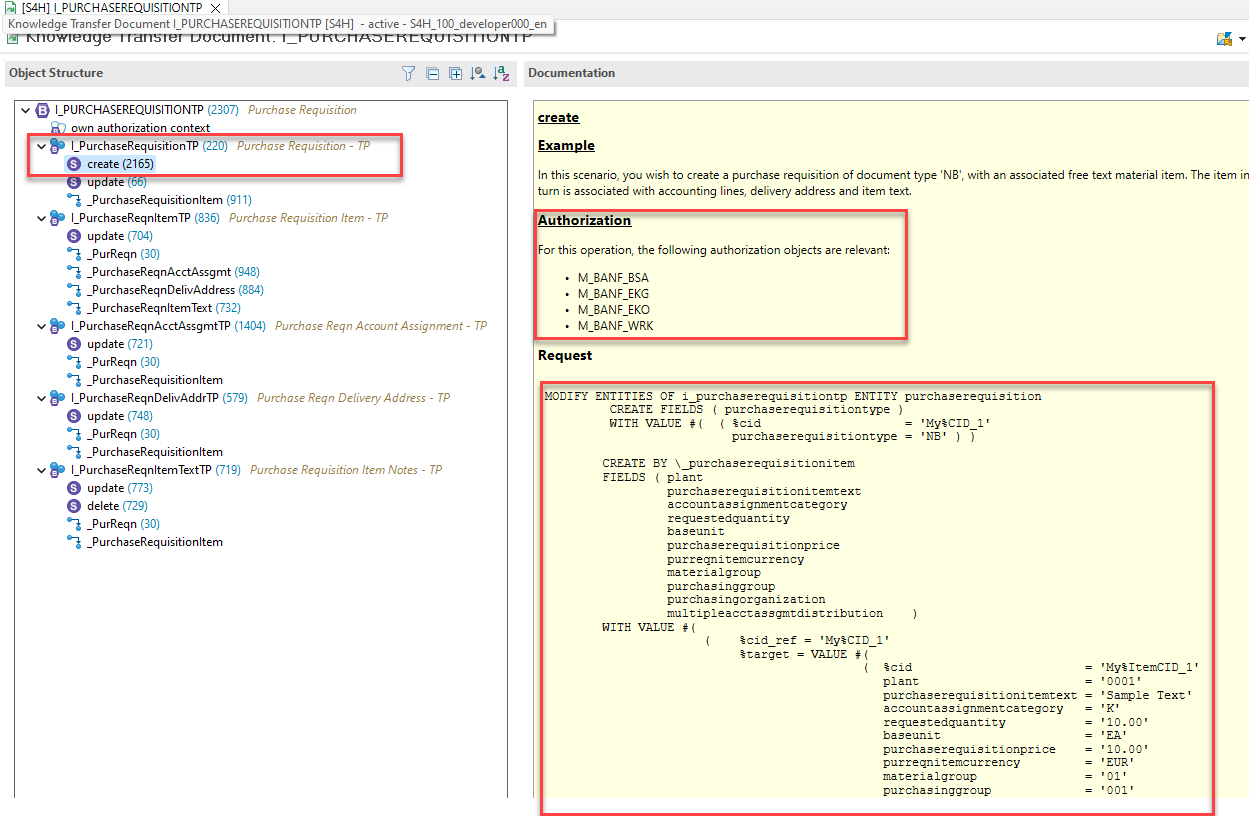 [S4H] I_PURCHASEREQUISITIONTP
Knowledge Transfer Document I_PURCHASEREQUISITIONTP [S4H] - active - S4H_100_developer000_en
Knowledge Transfer Document: I_PURCHASEREQUISITIONTP
Object Structure
I_PURCHASEREQUISITIONTP (2307) Purchase Requisition
own authorization context
I_PurchaseRequisitionTP (220) Purchase Requisition - TP
create (2165)
update (66)
_PurchaseRequisitionItem (911)
I_PurchaseReqnItemTP (836) Purchase Requisition Item - TP
update (704)
_PurReqn (30)
_PurchaseReqnAcctAssgmt (948)
_PurchaseReqnDelivAddress (884)
_PurchaseReqnItemText (732)
I_PurchaseReqnAcctAssgmtTP (1404) Purchase Reqn Account Assignment - TP
update (721)
_PurReqn (30)
_PurchaseRequisitionItem
I_PurchaseReqnDelivAddrTP (579) Purchase Reqn Delivery Address - TP
update (748)
_PurReqn (30)
_PurchaseRequisitionItem
I_PurchaseReqnItemTextTP (719) Purchase Requisition Item Notes - TP
update (773)
delete (729)
_PurReqn (30)
_PurchaseRequisitionItem
Documentation
create
Example
In this scenario, you wish to create a purchase requisition of document type 'NB', with an associated free text material item. The item in
turn is associated with accounting lines, delivery address and item text.
Authorization
For this operation, the following authorization objects are relevant:
• M_BANF_BSA
• M_BANF_EKG
• M_BANF_EKO
• M_BANF_WRK
Request
MODIFY ENTITIES OF i_purchaserequisitiontp ENTITY purchaserequisition
CREATE FIELDS ( purchaserequisitiontype )
WITH VALUE #( ( %cid = 'My%CID_1'
purchaserequisitiontype = 'NB' ) )
CREATE BY \_purchaserequisitionitem
FIELDS ( plant
purchaserequisitionitemtext
accountassignmentcategory
requestedquantity
baseunit
purchaserequisitionprice
purreqnitemcurrency
materialgroup
purchasinggroup
purchasingorganization
multipleacctassgmtdistribution )
WITH VALUE #(
( %cid_ref = 'My%CID_1'
%target = VALUE #(
( %cid = 'My%ItemCID_1'
plant = '0001'
purchaserequisitionitemtext = 'Sample Text'
accountassignmentcategory = 'K'
requestedquantity = '10.00'
baseunit = 'EA'
purchaserequisitionprice = '10.00'
purreqnitemcurrency = 'EUR'
materialgroup = '01'
purchasinggroup = '001'